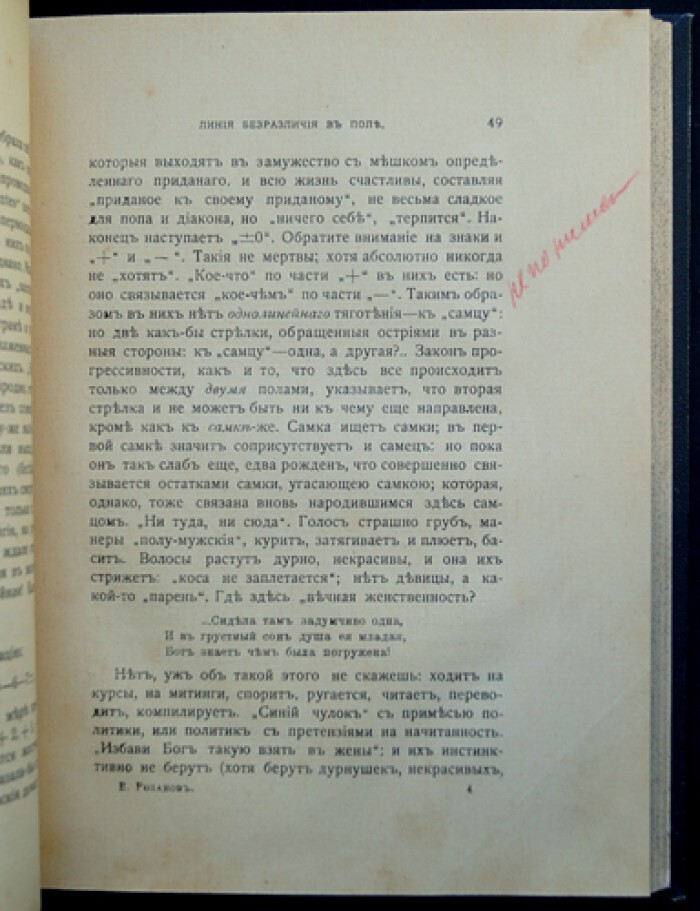 ЛИНІЯ БЕЗРАЗЛИЧІЯ ВЪ ПОЛѢ. 49
которыя выходятъ въ замужество съ мѣшкомъ опредѣ-
леннаго приданаго, и всю жизнь счастливы, составляя
„приданое къ своему приданому“, не весьма сладкое
для попа и діакона, но „ничего себѣ“, „терпится“. На-
конецъ наступаетъ „±0“. Обратите вниманіе на знаки и
„+“ и „—“. Такія не мертвы; хотя абсолютно никогда
не „хотятъ“. „Кое-что“ по части „+“ въ нихъ есть: но
оно связывается „кое-чѣмъ“ по части „—“. Такимъ обра-
зомъ въ нихъ нѣтъ однолинейнаго тяготѣнія—къ „самцу“:
но двѣ какъ-бы стрѣлки, обращенныя остріями въ раз-
ныя стороны: къ „самцу“—одна, а другая?.. Законъ про-
грессивности, какъ и то, что здѣсь все происходитъ
только между двумя полами, указываетъ, что вторая
стрѣлка и не можетъ быть ни къ чему еще направлена,
кромѣ какъ къ самкѣ-же. Самка ищетъ самки; въ пер-
вой самкѣ значитъ соприсутствуетъ и самецъ: но пока
онъ такъ слабъ еще, едва рожденъ, что совершенно свя-
зывается остатками самки, угасающею самкою; которая,
однако, тоже связана вновь народившимся здѣсь сам-
цомъ. „Ни туда, ни сюда“. Голосъ страшно грубъ, ма-
неры „полу-мужскія“, куритъ, затягиваетъ и плюетъ, ба-
ситъ. Волосы растутъ дурно, некрасивы, и она ихъ
стрижетъ: „коса не заплетается“; нѣтъ дѣвицы, а ка-
кой-то „парень“. Гдѣ здѣсь „вѣчная женственность?
...Сидѣла тамъ задумчиво одна,
И въ грустный сонъ душа ея младая,
Богъ знаетъ чѣмъ была погружена!
Нѣтъ, ужъ объ такой этого не скажешь: ходитъ на
курсы, на митинги, споритъ, ругается, читаетъ, перево-
дитъ, компилируетъ. „Синій чулокъ“ съ примѣсью по-
литики, или политикъ съ претензіями на начитанность.
„Избави Богъ такую взять въ жены“: и ихъ инстинк-
тивно не берутъ (хотя берутъ дурнушекъ, некрасивыхъ,
В. Розановъ. 4